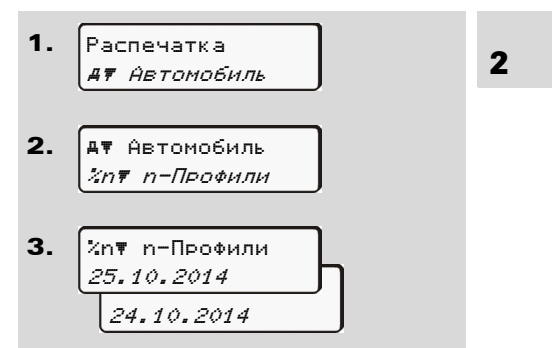 1. Распечатка
А▼ Автомобиль
2
2. А▼ Автомобиль
%n▼ n-Профили
3. %n▼ n-Профили
25.10.2014
24.10.2014